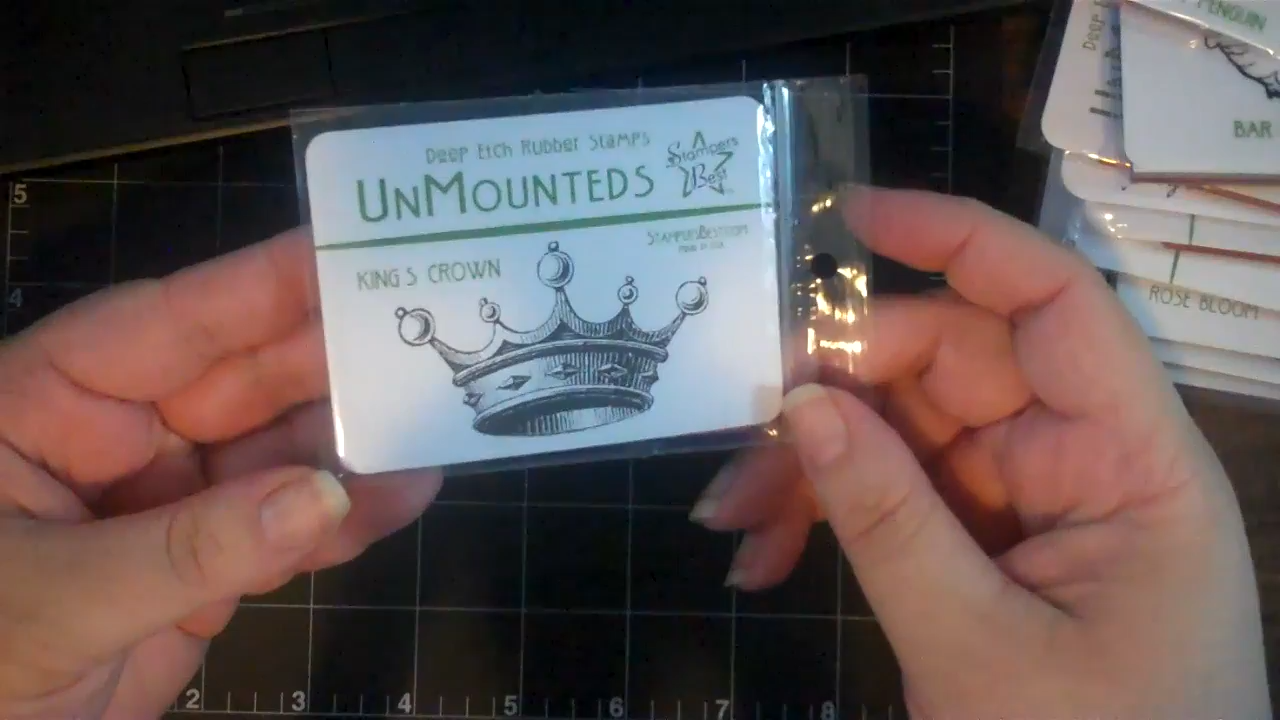 Deep Etch Rubber Stamps
UnMounteds
A
Stampers
Best
StampersBest.com
Made in USA
King's Crown
Penguin
Deep
Bar
Rose Bloom
5
4
2 3 4 5 6 7 8